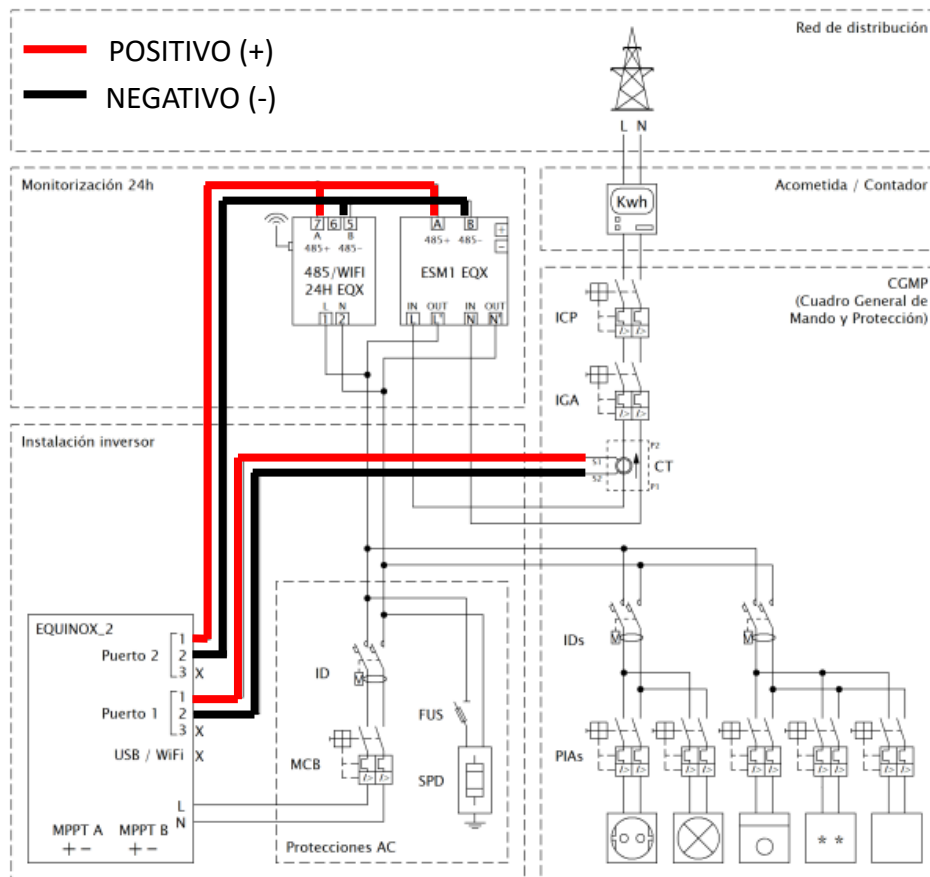 POSITIVO (+)
NEGATIVO (-)
Red de distribución
L N
Monitorización 24h
Acometida / Contador
Kwh
7 6 5
A B
485+ 485-
485/WIFI
24H EQX
L N
1 2
A B
485+ 485-
+
-
ESM1 EQX
IN OUT IN OUT
L L' N N'
CGMP
(Cuadro General de
Mando y Protección)
ICP
I> I>
IGA
I> I>
Instalación inversor
S1
S2
P2
CT
P1
EQUINOX_2
Puerto 2
1
2
3 X
Puerto 1
1
2
3 X
USB / WiFi X
L
N
MPPT A MPPT B
+ - + -
ID
MCB
I> I>
FUS
SPD
Protecciones AC
IDs
PIAs
I> I> I> I> I> I> I> I> I> I>
* *